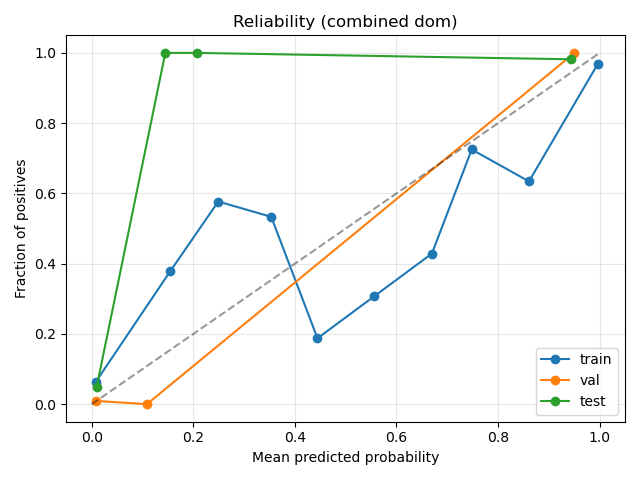 Reliability (combined dom)
1.0
0.8
0.6
0.4
0.2
0.0
Fraction of positives
0.0 0.2 0.4 0.6 0.8 1.0
Mean predicted probability
train
val
test